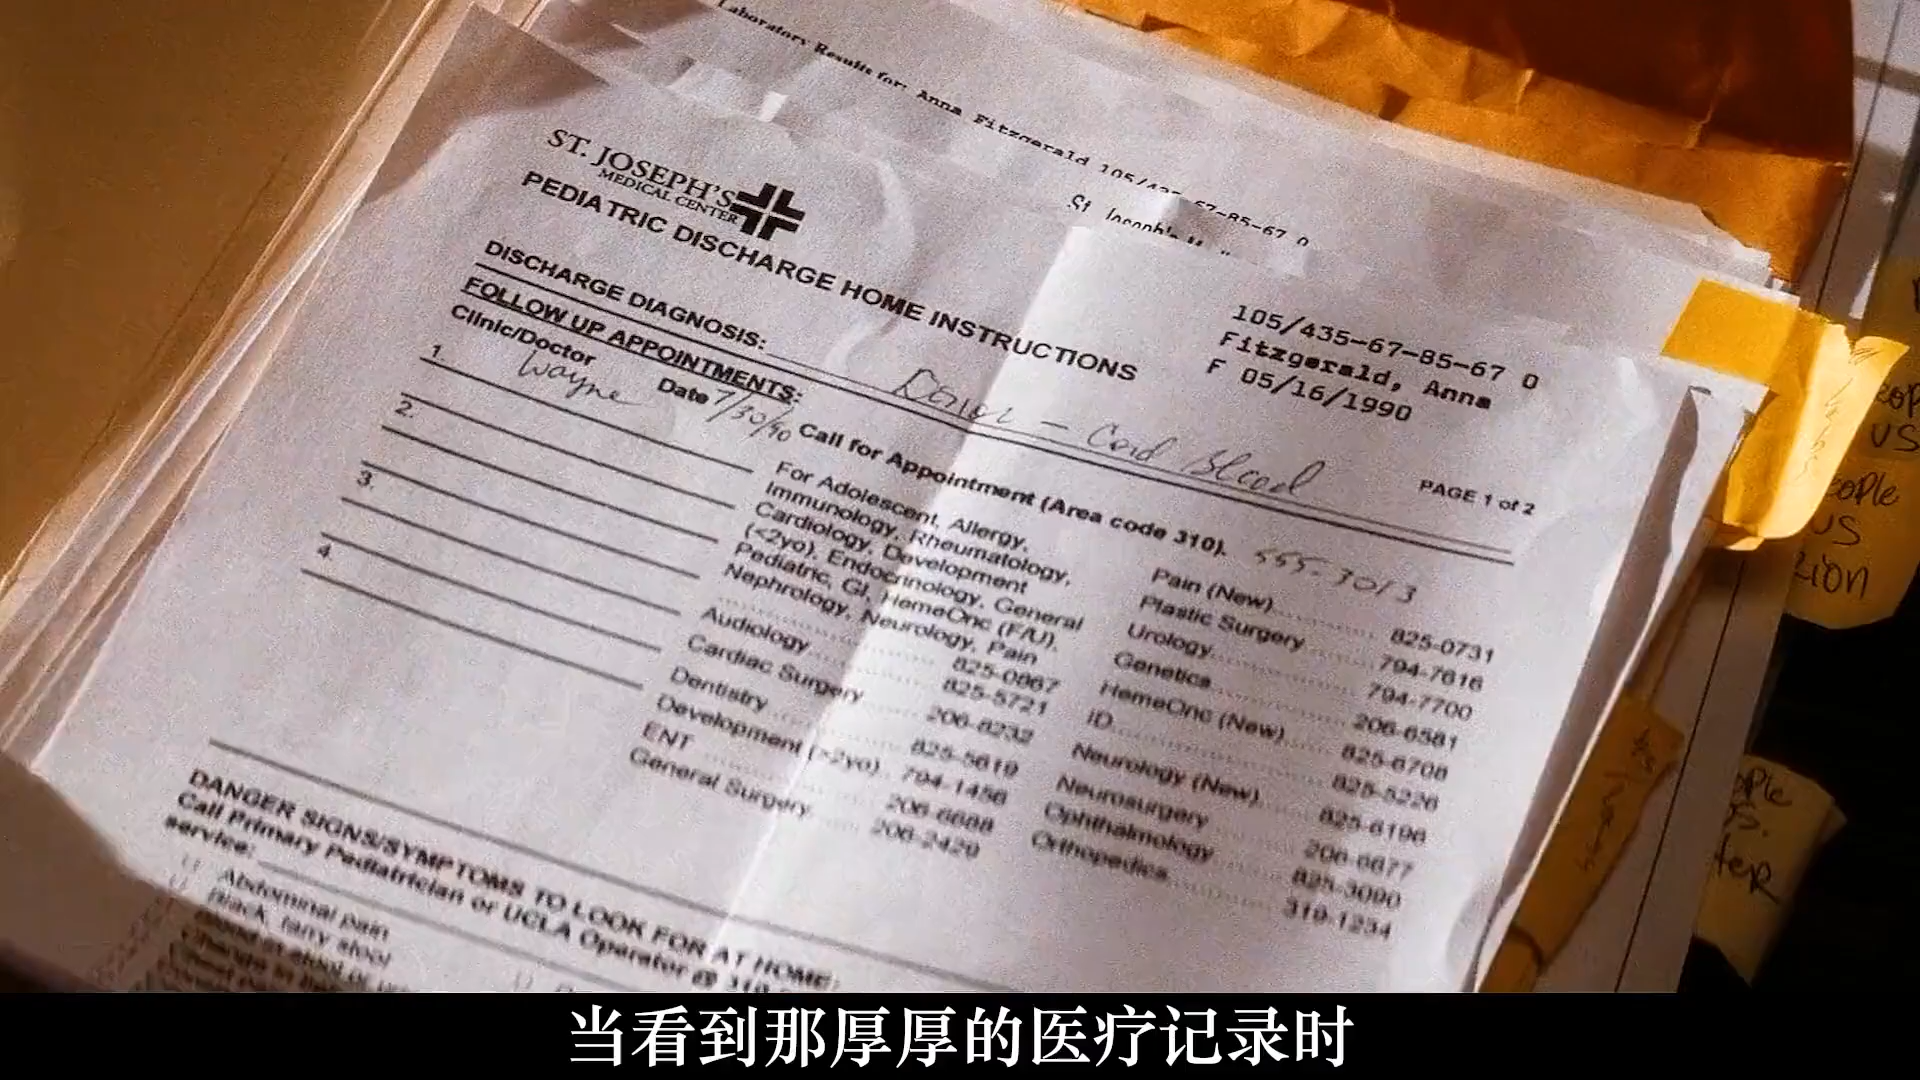 Laboratory Results for: Anna Fitzgerald 105/435-67-85-67 0
ST. JOSEPH'S
MEDICAL CENTER
PEDIATRIC DISCHARGE HOME INSTRUCTIONS
105/435-67-85-67 0
Fitzgerald, Anna
F 05/16/1990
PAGE 1 of 2
DISCHARGE DIAGNOSIS: Donor – Cord Blood
FOLLOW UP APPOINTMENTS:
Clinic/Doctor Date Call for Appointment (Area code 310). 555-3013
1. Wayne 7/30/90
2.
3.
4.
For Adolescent, Allergy,
Immunology, Rheumatology,
Cardiology, Development
(<2yo), Endocrinology, General
Pediatric, GI, HemeOnc (F/U),
Nephrology, Neurology, Pain
825-0867
Audiology 825-5721
Cardiac Surgery 206-8232
Dentistry 825-5619
Development (>2yo) 794-1456
ENT 206-6688
General Surgery 206-2429
Pain (New) 825-0731
Plastic Surgery 794-7616
Urology 794-7700
Genetics 206-6581
HemeOnc (New) 825-6708
ID 825-5226
Neurology (New) 825-6196
Neurosurgery 206-6677
Ophthalmology 825-3090
Orthopedics 319-1234
DANGER SIGNS/SYMPTOMS TO LOOK FOR AT HOME:
Call Primary Pediatrician or UCLA Operator @ 310
service:
Abdominal pain
Black, tarry stool
US
eople
US
ZION
当看到那厚厚的医疗记录时